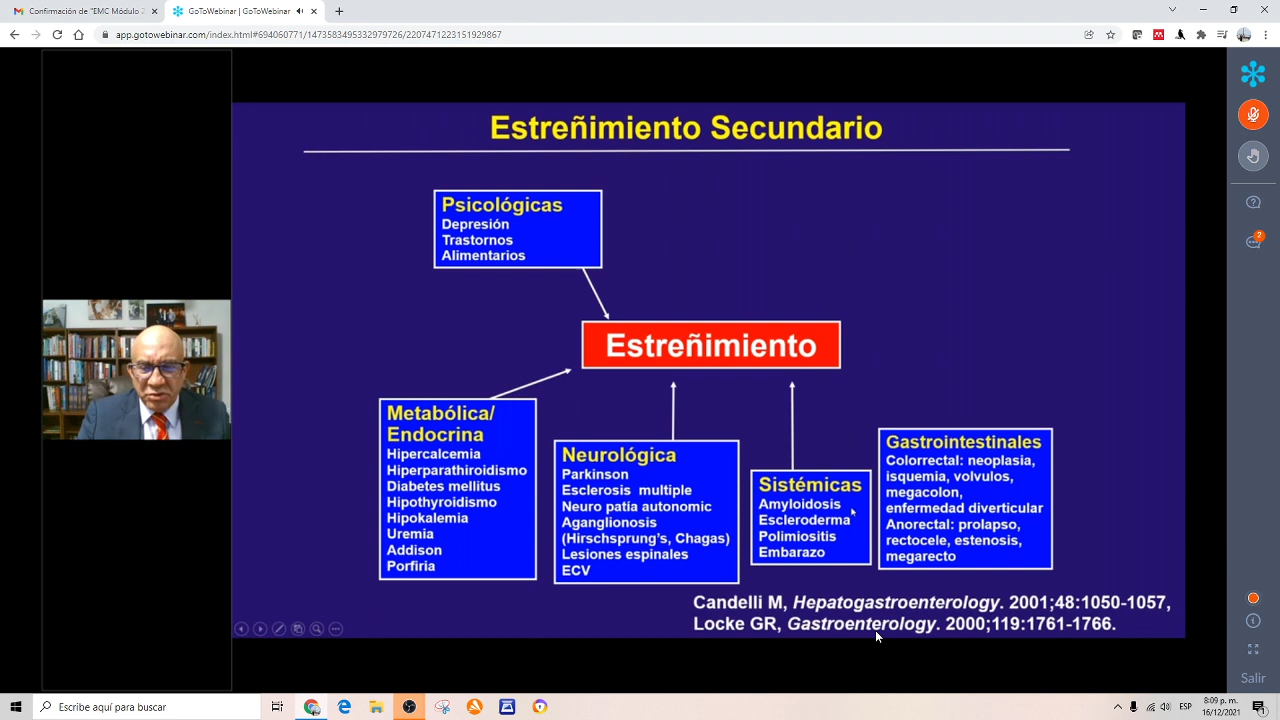 Confirmación de "EMC Módulo 3
GoToWebinar | GoToWebinar
app.gotowebinar.com/index.html#694060771/1473583495332979726/2207471223151929867
Estreñimiento Secundario
Psicológicas
Depresión
Trastornos
Alimentarios
Estreñimiento
Metabólica/
Endocrina
Hipercalcemia
Hiperparathiroidismo
Diabetes mellitus
Hipothyroidismo
Hipokalemia
Uremia
Addison
Porfiria
Neurológica
Parkinson
Esclerosis multiple
Neuro patía autonomic
Aganglionosis
(Hirschsprung's, Chagas)
Lesiones espinales
ECV
Sistémicas
Amyloidosis
Escleroderma
Polimiositis
Embarazo
Gastrointestinales
Colorrectal: neoplasia,
isquemia, volvulos,
megacolon,
enfermedad diverticular
Anorectal: prolapso,
rectocele, estenosis,
megarecto
Candelli M, Hepatogastroenterology. 2001;48:1050-1057,
Locke GR, Gastroenterology. 2000;119:1761-1766.
2
Salir
Escribe aquí para buscar
ESP
8:09 p. m.
16/12/2021